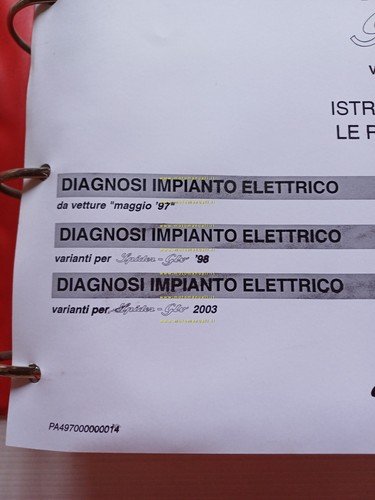 ISTR
LE F
DIAGNOSI IMPIANTO ELETTRICO
da vetture "maggio '97"
DIAGNOSI IMPIANTO ELETTRICO
varianti per Spider - Gtv '98
DIAGNOSI IMPIANTO ELETTRICO
varianti per Spider - Gtv 2003
PA497000000014